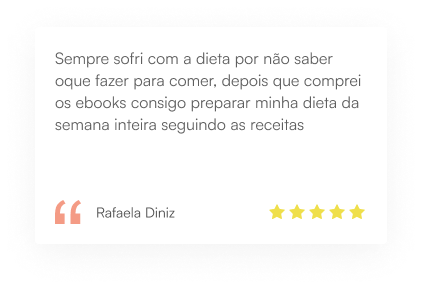 Sempre sofri com a dieta por não saber
oque fazer para comer, depois que comprei
os ebooks consigo preparar minha dieta da
semana inteira seguindo as receitas
Rafaela Diniz